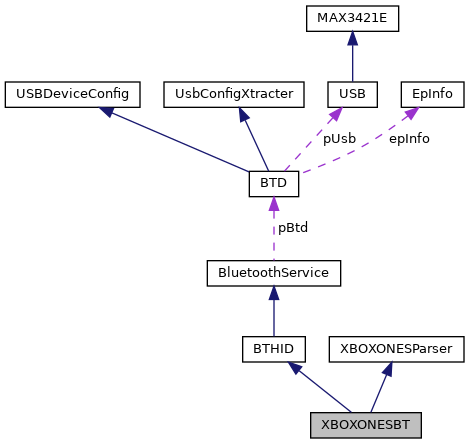 MAX3421E
USBDeviceConfig
UsbConfigXtracter
USB
EpInfo
pUsb
epInfo
BTD
pBtd
BluetoothService
BTHID
XBOXONESParser
XBOXONESBT